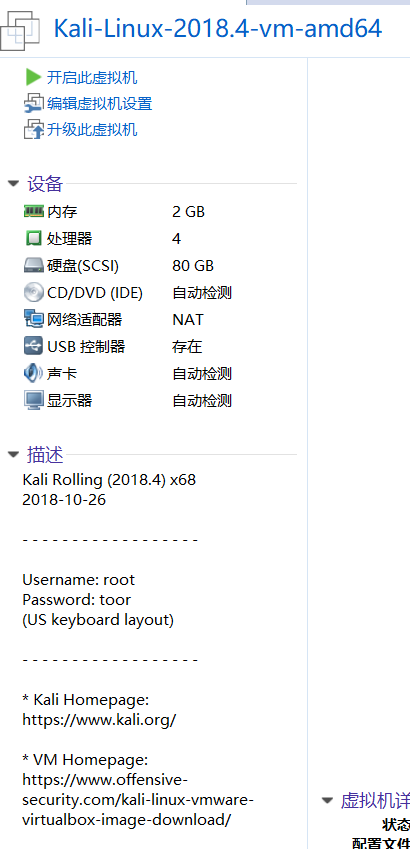 Kali-Linux-2018.4-vm-amd64
开启此虚拟机
编辑虚拟机设置
升级此虚拟机
设备
内存 2 GB
处理器 4
硬盘(SCSI) 80 GB
CD/DVD (IDE) 自动检测
网络适配器 NAT
USB 控制器 存在
声卡 自动检测
显示器 自动检测
描述
Kali Rolling (2018.4) x68
2018-10-26
- - - - - - - - - - - - - - - - - -
Username: root
Password: toor
(US keyboard layout)
- - - - - - - - - - - - - - - - - -
* Kali Homepage:
https://www.kali.org/
* VM Homepage:
https://www.offensive-
security.com/kali-linux-vmware-
virtualbox-image-download/
虚拟机详
状态
配置文件